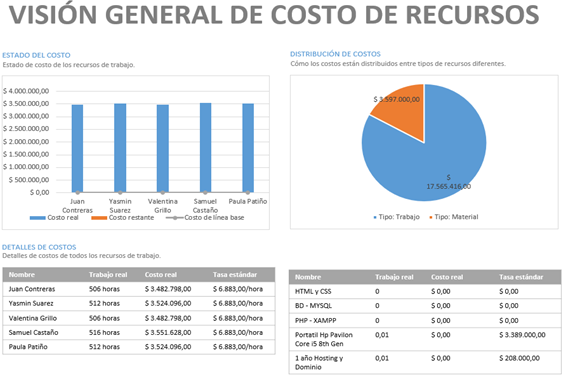 VISIÓN GENERAL DE COSTO DE RECURSOS
ESTADO DEL COSTO
Estado de costo de los recursos de trabajo.
$ 4.000.000,00
$ 3.500.000,00
$ 3.000.000,00
$ 2.500.000,00
$ 2.000.000,00
$ 1.500.000,00
$ 1.000.000,00
$ 500.000,00
$ 0,00
Juan Contreras
Yasmin Suarez
Valentina Grillo
Samuel Castaño
Paula Patiño
Costo real Costo restante Costo de línea base
DISTRIBUCIÓN DE COSTOS
Cómo los costos están distribuidos entre tipos de recursos diferentes.
$ 3.597.000,00
$
17.565.416,00
Tipo: Trabajo Tipo: Material
DETALLES DE COSTOS
Detalles de costos de todos los recursos de trabajo.
Nombre Trabajo real Costo real Tasa estándar
Juan Contreras 506 horas $ 3.482.798,00 $ 6.883,00/hora
Yasmin Suarez 512 horas $ 3.524.096,00 $ 6.883,00/hora
Valentina Grillo 506 horas $ 3.482.798,00 $ 6.883,00/hora
Samuel Castaño 516 horas $ 3.551.628,00 $ 6.883,00/hora
Paula Patiño 512 horas $ 3.524.096,00 $ 6.883,00/hora
Nombre Trabajo real Costo real Tasa estándar
HTML y CSS 0 $ 0,00 $ 0,00
BD - MYSQL 0 $ 0,00 $ 0,00
PHP - XAMPP 0 $ 0,00 $ 0,00
Portatil Hp Pavilon 0,01 $ 0,00 $ 3.389.000,00
Core i5 8th Gen
1 año Hosting y 0,01 $ 0,00 $ 208.000,00
Dominio